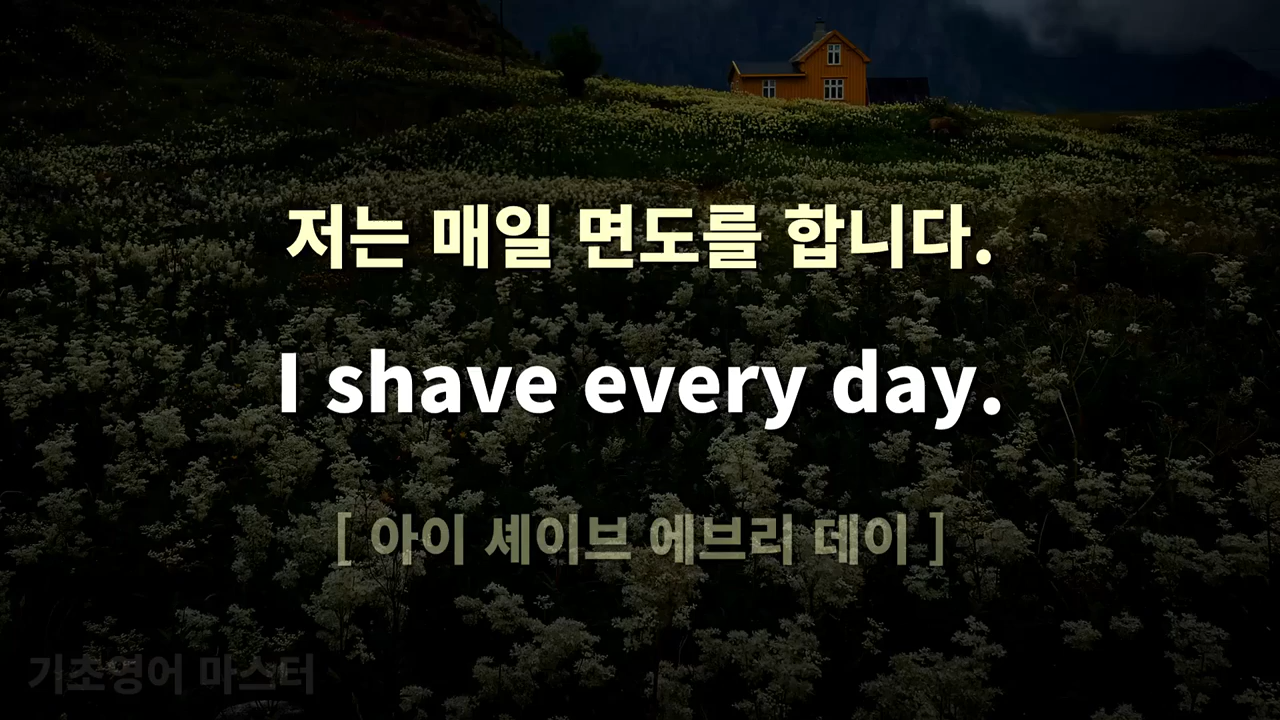 저는 매일 면도를 합니다.
I shave every day.
[ 아이 셰이브 에브리 데이 ]
기초영어 마스터